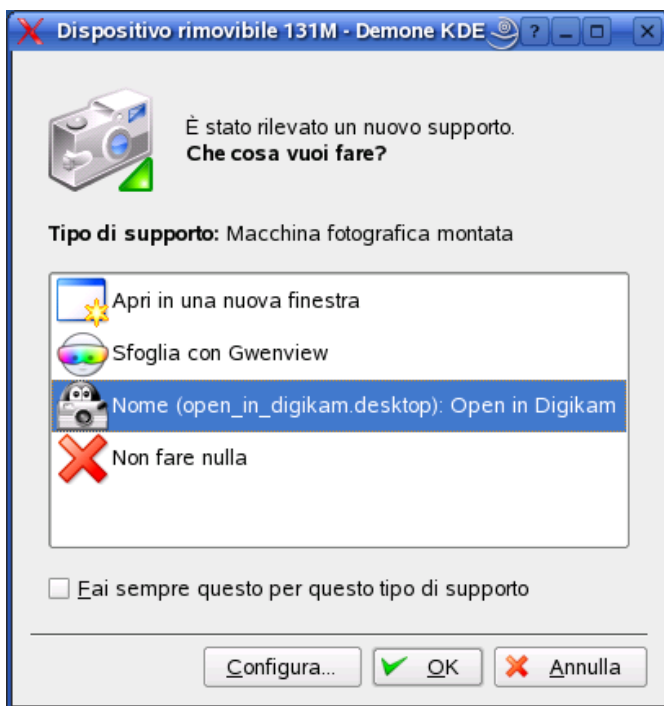 Dispositivo rimovibile 131M - Demone KDE
È stato rilevato un nuovo supporto.
Che cosa vuoi fare?
Tipo di supporto: Macchina fotografica montata
Apri in una nuova finestra
Sfoglia con Gwenview
Nome (open_in_digikam.desktop): Open in Digikam
Non fare nulla
Fai sempre questo per questo tipo di supporto
Configura... OK Annulla